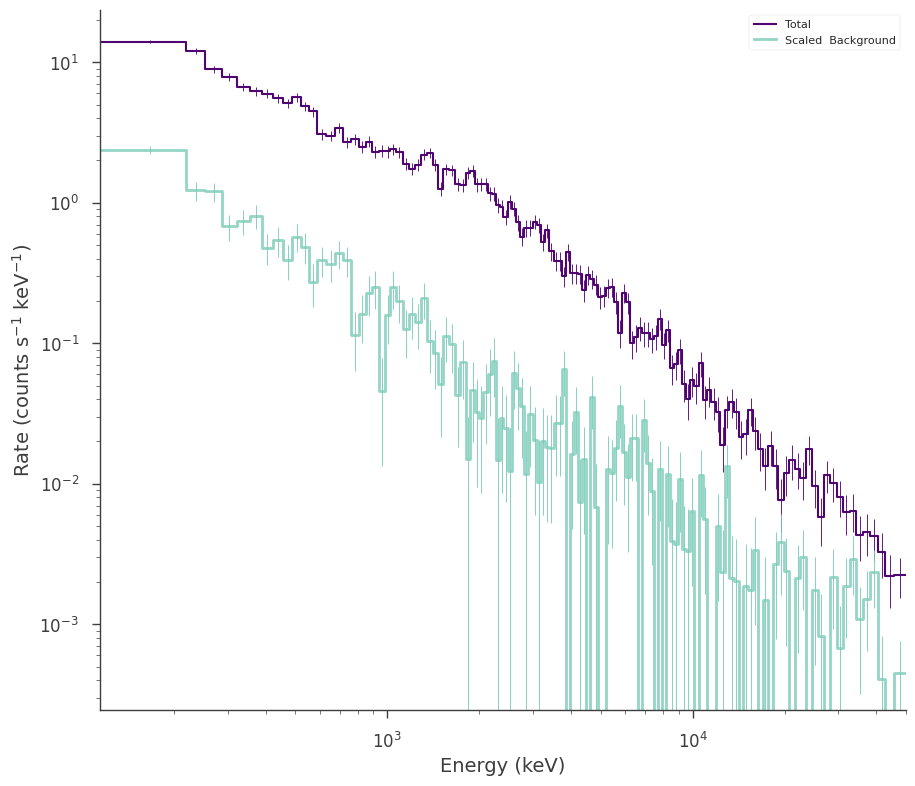 Total
Scaled  Background
10¹
10⁰
10⁻¹
10⁻²
10⁻³
Rate (counts s⁻¹ keV⁻¹)
10³
10⁴
Energy (keV)